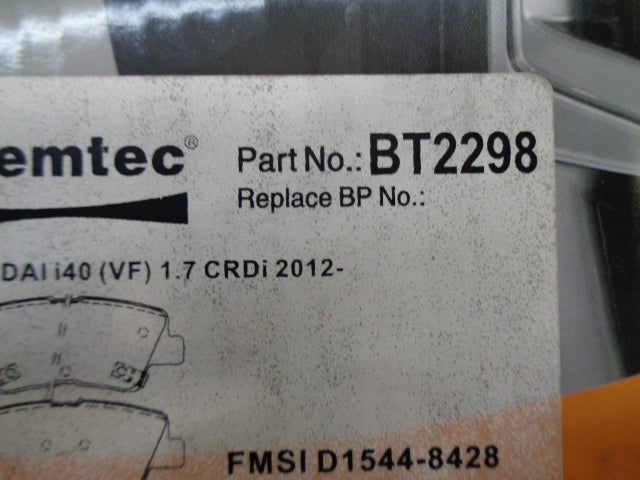 emtec®
Part No.: BT2298
Replace BP No.:
DAI i40 (VF) 1.7 CRDi 2012-
FMSI D1544-8428